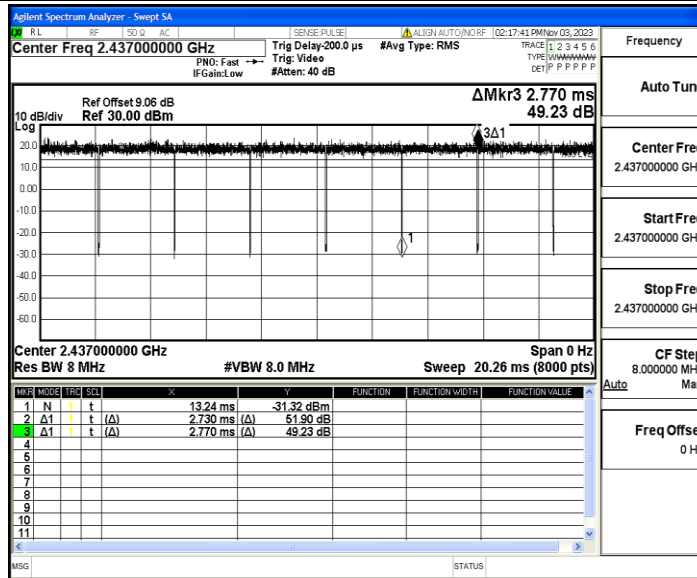 Agilent Spectrum Analyzer - Swept SA
RL RF 50 Ω AC SENSE:PULSE ALIGN AUTO/NO RF 02:17:41 PM Nov 03, 2023
Center Freq 2.437000000 GHz
PNO: Fast
IFGain:Low
Trig Delay-200.0 µs
Trig: Video
#Atten: 40 dB
#Avg Type: RMS
TRACE 1 2 3 4 5 6
TYPE WWWWWW
DET P P P P P P
ΔMkr3 2.770 ms
49.23 dB
Ref Offset 9.06 dB
10 dB/div Ref 30.00 dBm
Log
20.0
10.0
0.00
-10.0
-20.0
-30.0
-40.0
-50.0
-60.0
3Δ1
1
Center 2.437000000 GHz Span 0 Hz
Res BW 8 MHz #VBW 8.0 MHz Sweep 20.26 ms (8000 pts)
MKR MODE TRC SCL X Y FUNCTION FUNCTION WIDTH FUNCTION VALUE
1 N 1 t 13.24 ms -31.32 dBm
2 Δ1 1 t (Δ) 2.730 ms (Δ) 51.90 dB
3 Δ1 1 t (Δ) 2.770 ms (Δ) 49.23 dB
4
5
6
7
8
9
10
11
MSG STATUS
Frequency
Auto Tun
Center Fre
2.437000000 GH
Start Fre
2.437000000 GH
Stop Fre
2.437000000 GH
CF Step
8.000000 MH
Auto Ma
Freq Offse
0 H